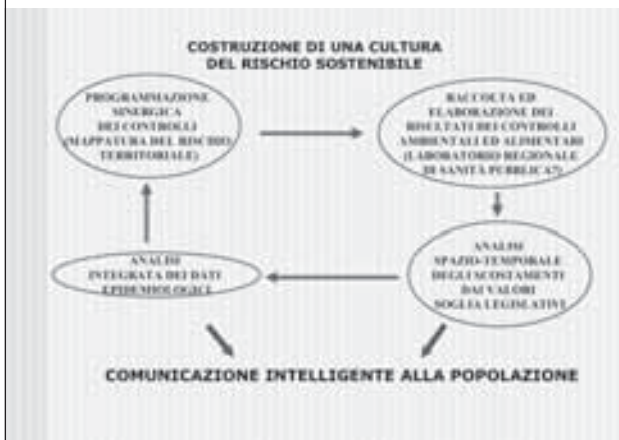 COSTRUZIONE DI UNA CULTURA
DEL RISCHIO SOSTENIBILE
PROGRAMMAZIONE
SINERGICA
DEI CONTROLLI
(MAPPATURA DEL RISCHIO
TERRITORIALE)
RACCOLTA ED
ELABORAZIONE DEI
RISULTATI DEI CONTROLLI
AMBIENTALI ED ALIMENTARI
(LABORATORIO REGIONALE
DI SANITÀ PUBBLICA?)
ANALISI
SPAZIO-TEMPORALE
DEGLI SCOSTAMENTI
DAI VALORI
SOGLIA LEGISLATIVI
ANALISI
INTEGRATA DEI DATI
EPIDEMIOLOGICI
COMUNICAZIONE INTELLIGENTE ALLA POPOLAZIONE